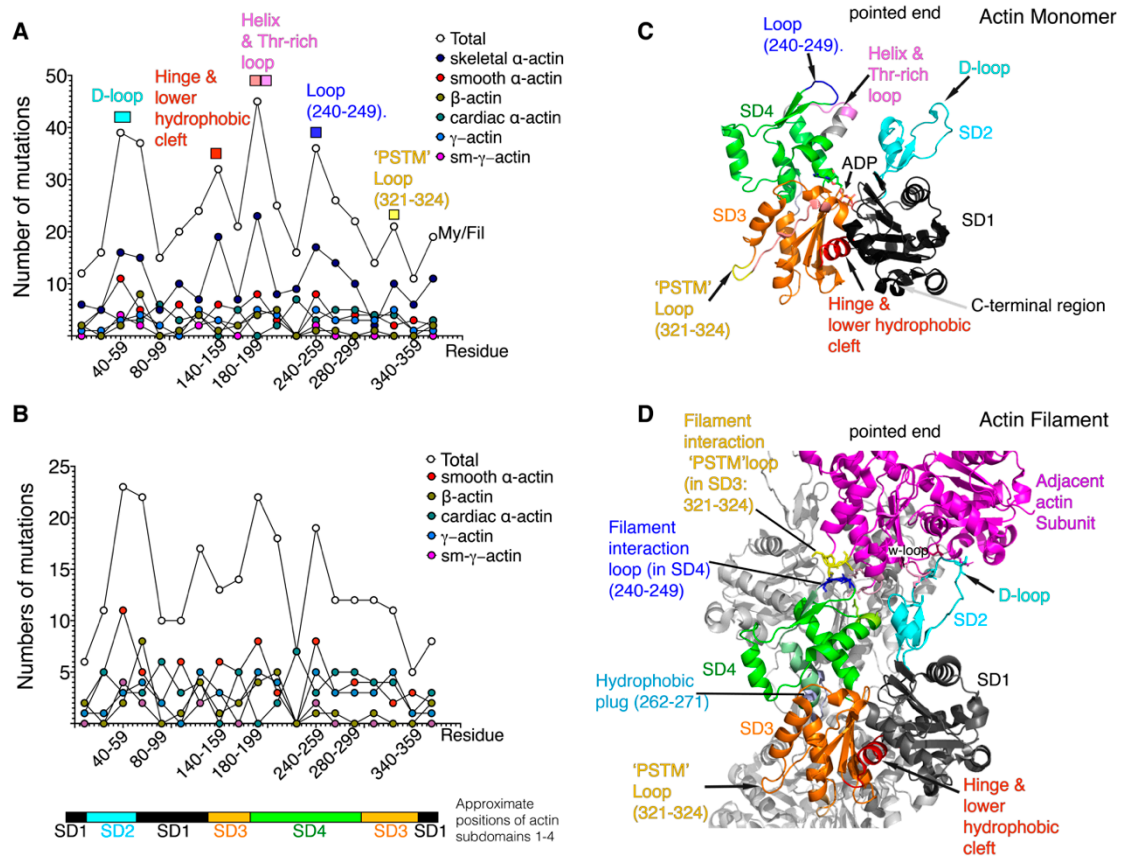 A
Helix
& Thr-rich
loop
D-loop
Hinge &
lower
hydrophobic
cleft
Loop
(240-249).
'PSTM'
Loop
(321-324)
My/Fil
Total
skeletal α-actin
smooth α-actin
β-actin
cardiac α-actin
γ-actin
sm-γ-actin
Number of mutations
50
40
30
20
10
40-59
80-99
140-159
180-199
240-259
280-299
340-359
Residue
B
Total
smooth α-actin
β-actin
cardiac α-actin
γ-actin
sm-γ-actin
Numbers of mutations
25
20
15
10
5
40-59
80-99
140-159
180-199
240-259
280-299
340-359
Residue
SD1
SD2
SD1
SD3
SD4
SD3
SD1
Approximate
positions of actin
subdomains 1-4
C
pointed end
Actin Monomer
Loop
(240-249).
Helix &
Thr-rich
loop
D-loop
SD4
SD2
ADP
SD3
SD1
'PSTM'
Loop
(321-324)
C-terminal region
Hinge &
lower hydrophobic
cleft
D
pointed end
Actin Filament
Filament
interaction
'PSTM'loop
(in SD3:
321-324)
Adjacent
actin
Subunit
Filament
interaction
loop (in SD4)
(240-249)
w-loop
D-loop
SD2
SD4
SD1
Hydrophobic
plug (262-271)
SD3
'PSTM'
Loop
(321-324)
Hinge &
lower
hydrophobic
cleft